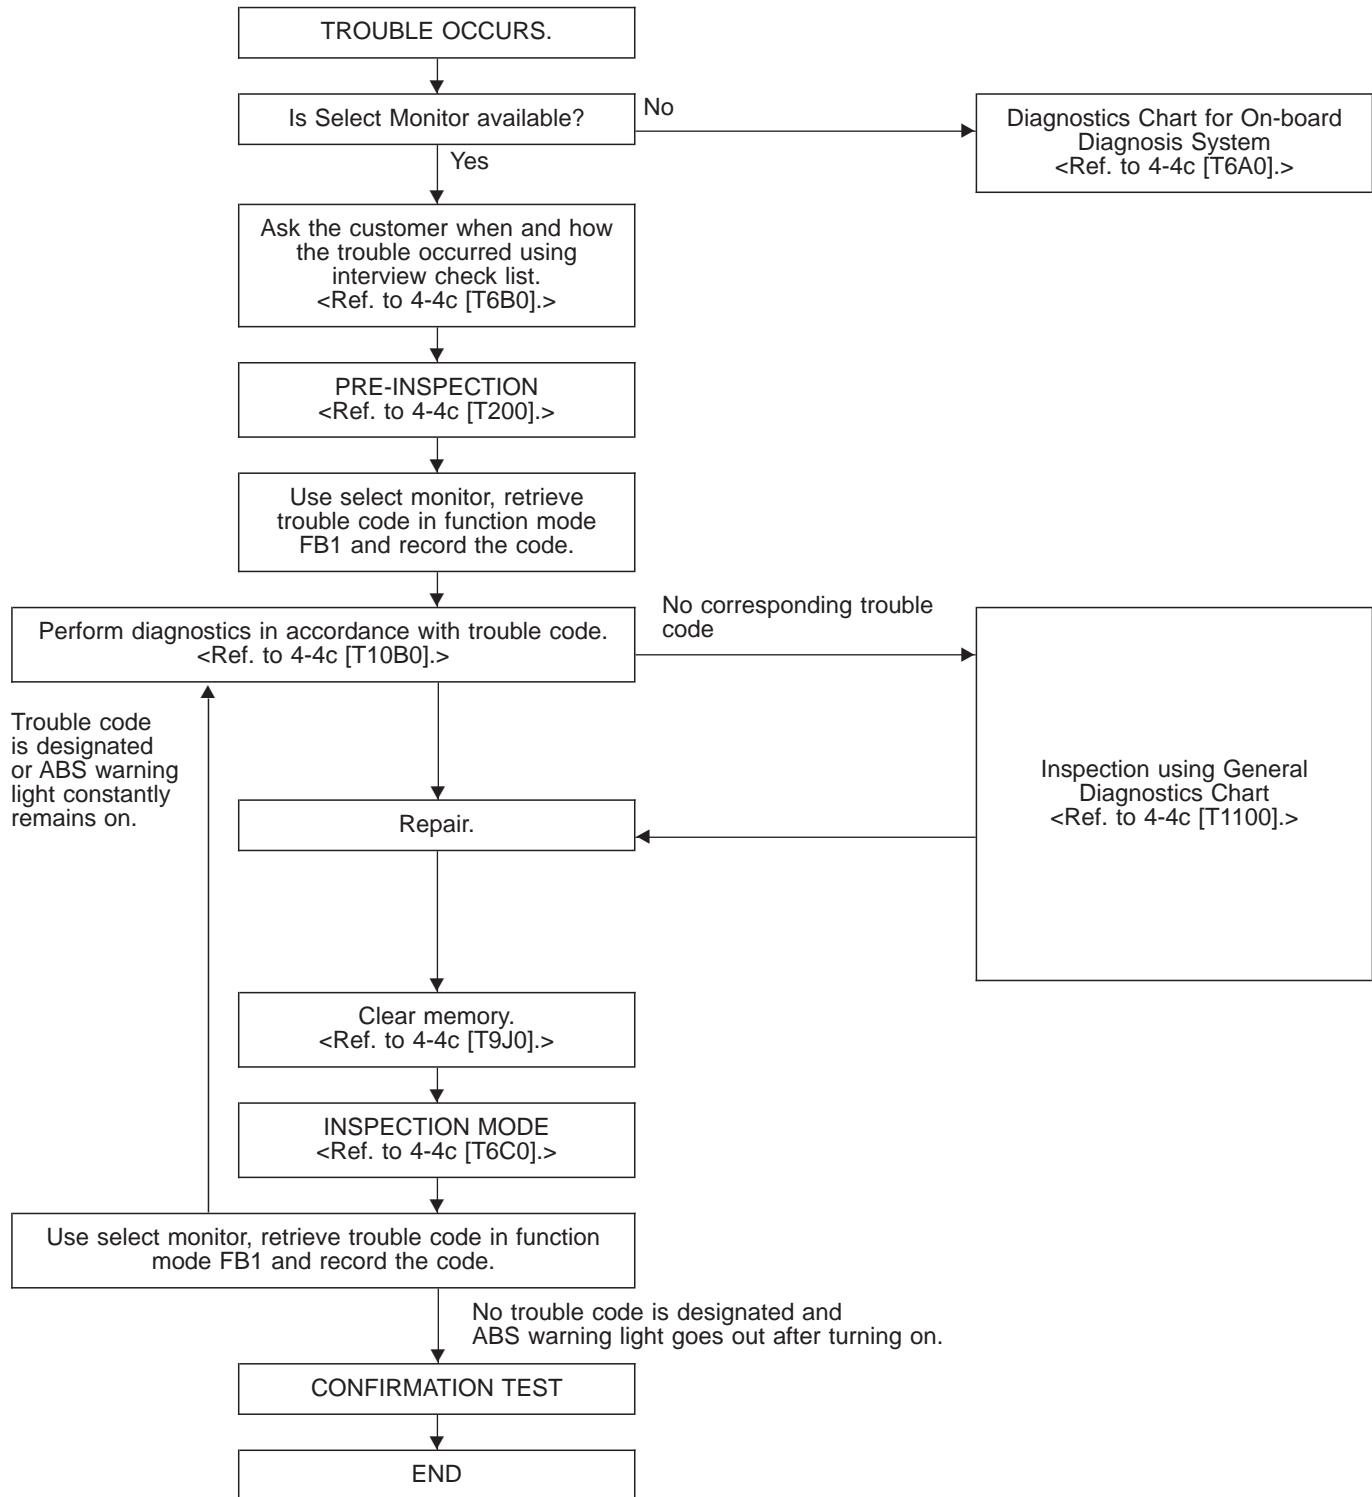 TROUBLE OCCURS.
Is Select Monitor available?
No
Diagnostics Chart for On-board
Diagnosis System
<Ref. to 4-4c [T6A0].>
Yes
Ask the customer when and how
the trouble occurred using
interview check list.
<Ref. to 4-4c [T6B0].>
PRE-INSPECTION
<Ref. to 4-4c [T200].>
Use select monitor, retrieve
trouble code in function mode
FB1 and record the code.
Perform diagnostics in accordance with trouble code.
<Ref. to 4-4c [T10B0].>
No corresponding trouble
code
Trouble code
is designated
or ABS warning
light constantly
remains on.
Inspection using General
Diagnostics Chart
<Ref. to 4-4c [T1100].>
Repair.
Clear memory.
<Ref. to 4-4c [T9J0].>
INSPECTION MODE
<Ref. to 4-4c [T6C0].>
Use select monitor, retrieve trouble code in function
mode FB1 and record the code.
No trouble code is designated and
ABS warning light goes out after turning on.
CONFIRMATION TEST
END